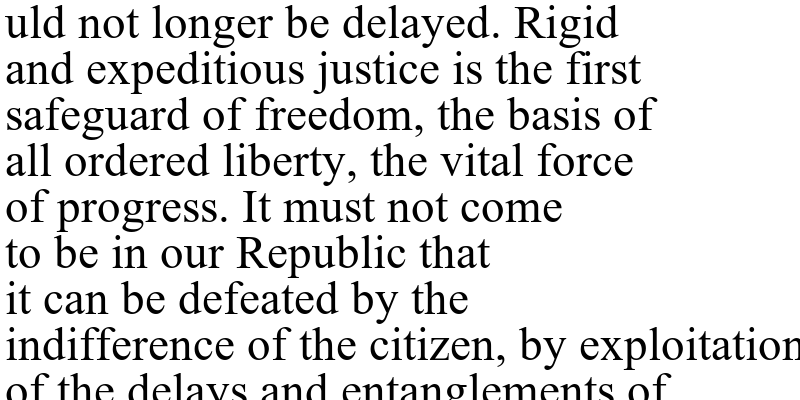 uld not longer be delayed. Rigid
and expeditious justice is the first
safeguard of freedom, the basis of
all ordered liberty, the vital force
of progress. It must not come
to be in our Republic that
it can be defeated by the
indifference of the citizen, by exploitation
of the delays and entanglements of